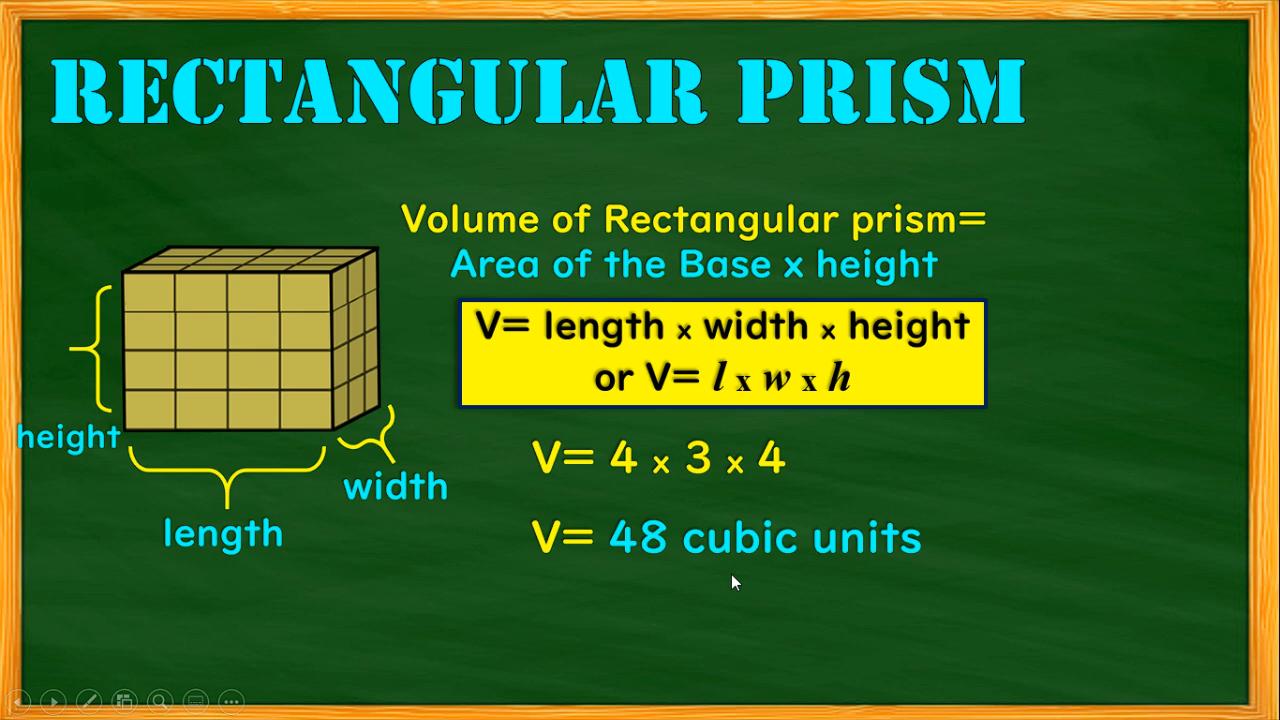 RECTANGULAR PRISM
Volume of Rectangular prism=
Area of the Base x height
V= length x width x height
or V= l x w x h
height
width
length
V= 4 x 3 x 4
V= 48 cubic units